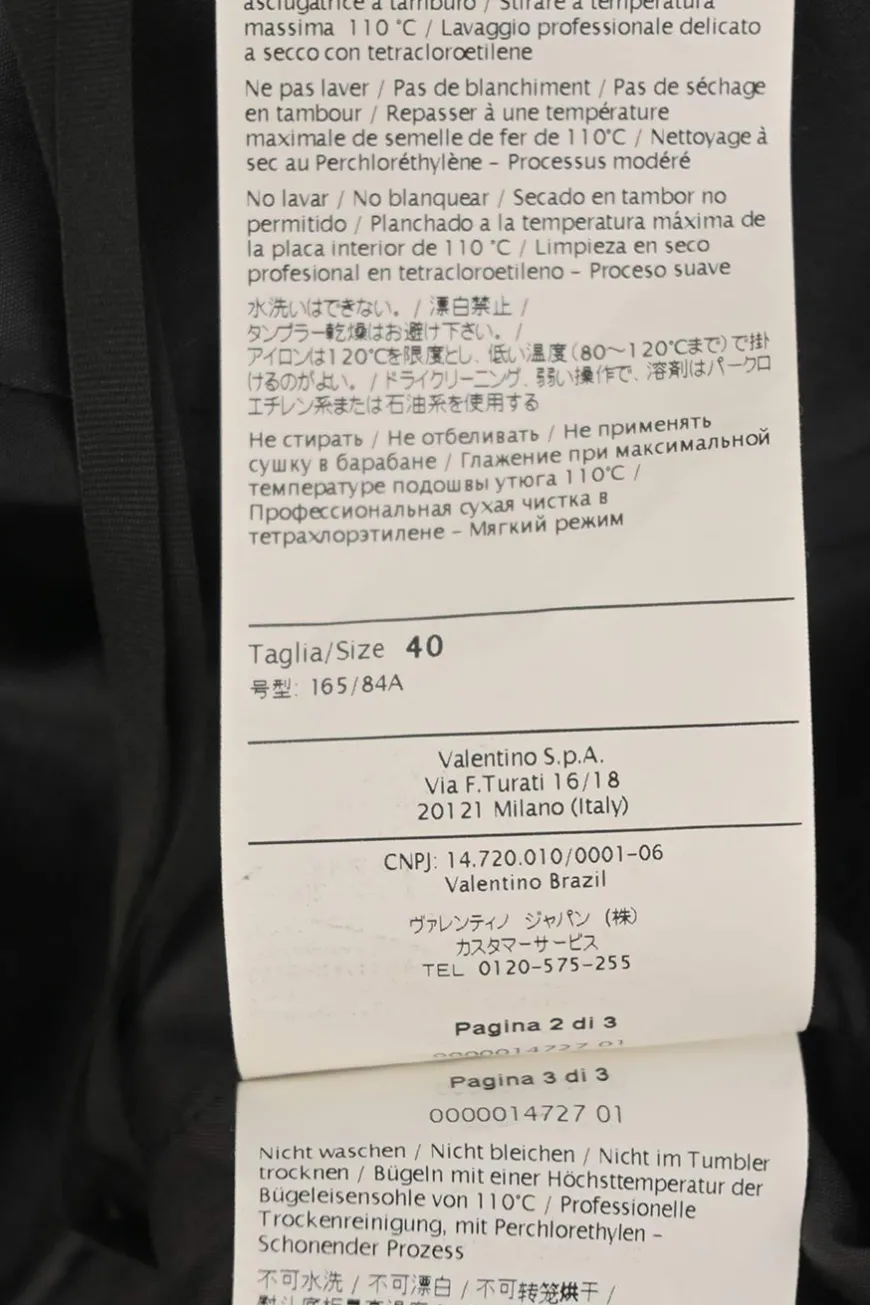 asciugatrice a tamburo / Stirare a temperatura
massima 110 °C / Lavaggio professionale delicato
a secco con tetracloroetilene
Ne pas laver / Pas de blanchiment / Pas de séchage
en tambour / Repasser à une température
maximale de semelle de fer de 110°C / Nettoyage à
sec au Perchloréthylène - Processus modéré
No lavar / No blanquear / Secado en tambor no
permitido / Planchado a la temperatura máxima de
la placa interior de 110 °C / Limpieza en seco
profesional en tetracloroetileno - Proceso suave
水洗いはできない。 / 漂白禁止 /
タンブラー乾燥はお避け下さい。 /
アイロンは120℃を限度とし、低い温度(80～120℃まで)で掛
けるのがよい。 / ドライクリーニング、弱い操作で、溶剤はパークロ
エチレン系または石油系を使用する
Не стирать / Не отбеливать / Не применять
сушку в барабане / Глажение при максимальной
температуре подошвы утюга 110°C /
Профессиональная сухая чистка в
тетрахлорэтилене - Мягкий режим
Taglia/Size 40
号型: 165/84A
Valentino S.p.A.
Via F.Turati 16/18
20121 Milano (Italy)
CNPJ: 14.720.010/0001-06
Valentino Brazil
ヴァレンティノ ジャパン (株)
カスタマーサービス
TEL 0120-575-255
Pagina 2 di 3
0000014727 01
Pagina 3 di 3
0000014727 01
Nicht waschen / Nicht bleichen / Nicht im Tumbler
trocknen / Bügeln mit einer Höchsttemperatur der
Bügeleisensohle von 110°C / Professionelle
Trockenreinigung, mit Perchlorethylen -
Schonender Prozess
不可水洗 / 不可漂白 / 不可转笼烘干 /